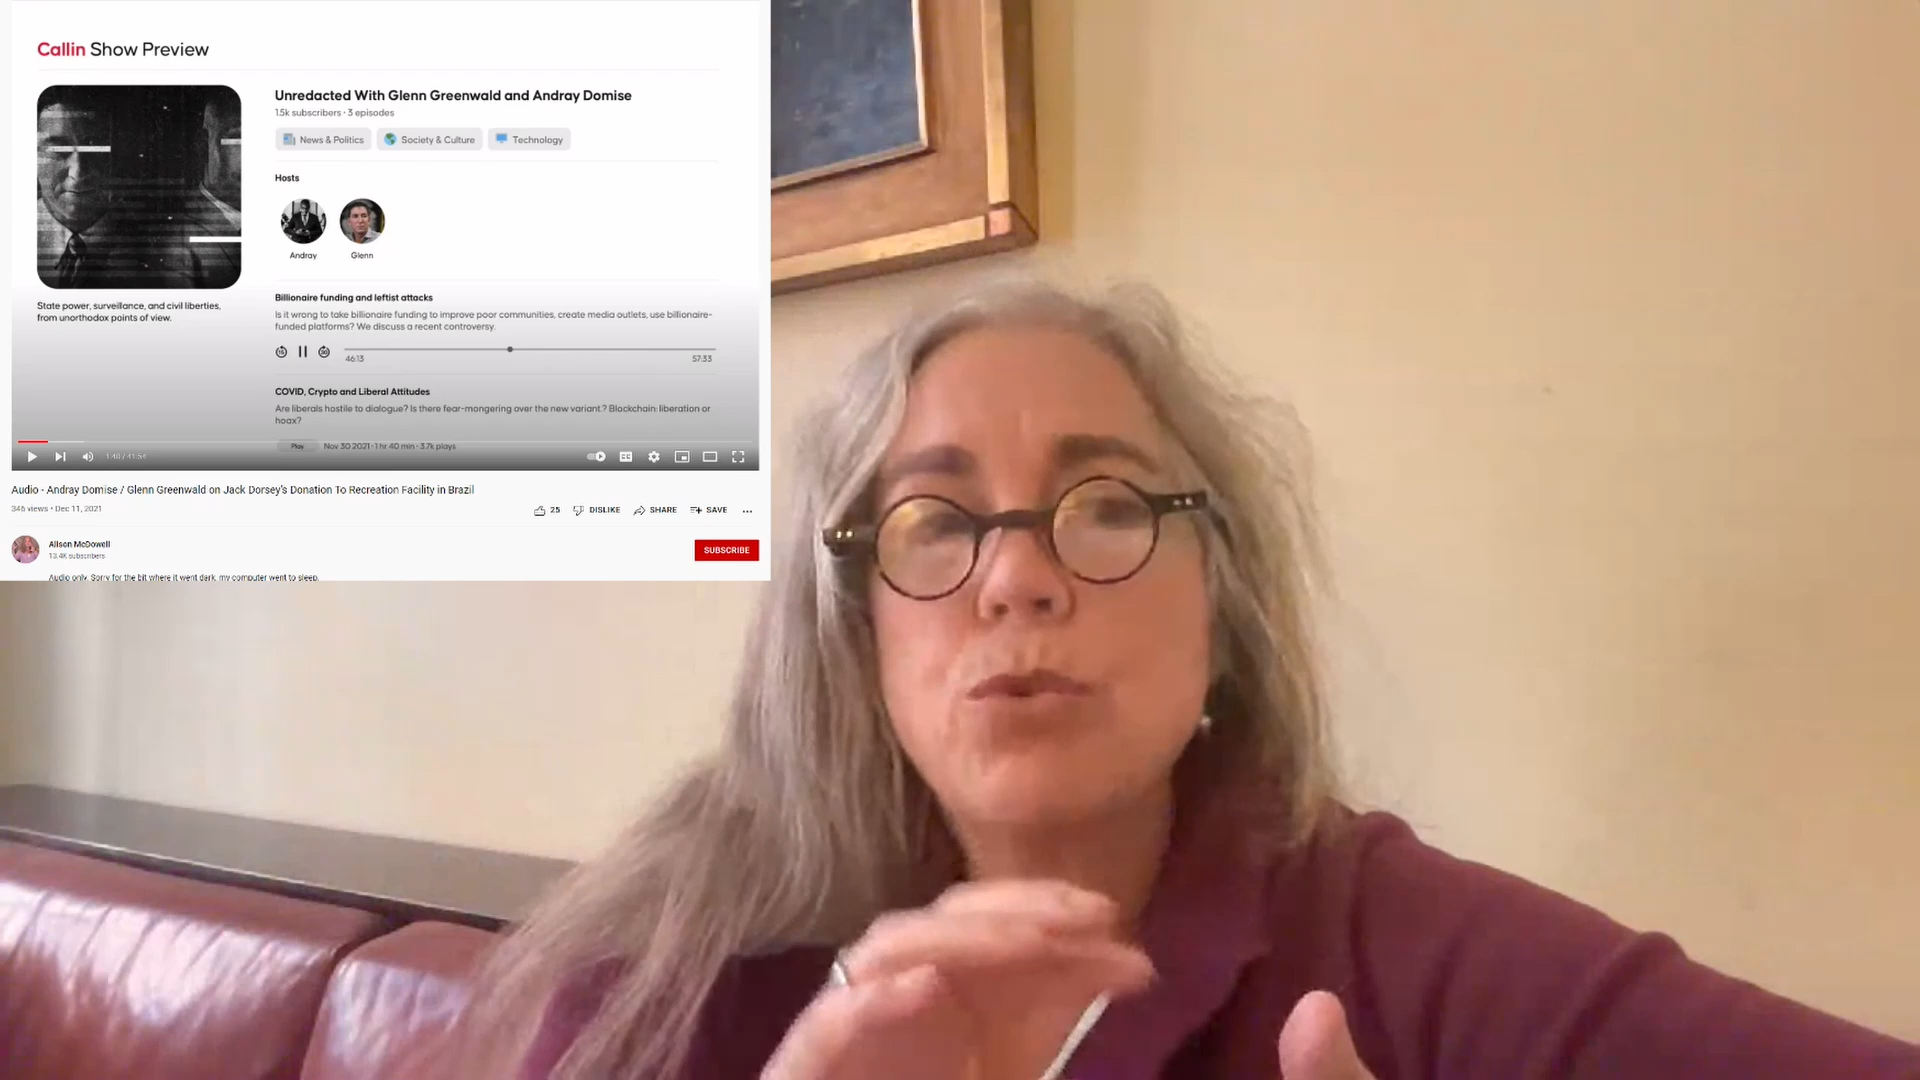 Callin Show Preview
Unredacted With Glenn Greenwald and Andray Domise
1.5k subscribers · 3 episodes
News & Politics
Society & Culture
Technology
Hosts
Andray
Glenn
State power, surveillance, and civil liberties,
from unorthodox points of view.
Billionaire funding and leftist attacks
Is it wrong to take billionaire funding to improve poor communities, create media outlets, use billionaire-
funded platforms? We discuss a recent controversy.
15
30
46:13
57:33
COVID, Crypto and Liberal Attitudes
Are liberals hostile to dialogue? Is there fear-mongering over the new variant? Blockchain: liberation or
hoax?
Play
Nov 30 2021 · 1 hr 40 min · 3.7k plays
1:40 / 41:54
CC
Audio - Andray Domise / Glenn Greenwald on Jack Dorsey's Donation To Recreation Facility in Brazil
346 views • Dec 11, 2021
25
DISLIKE
SHARE
SAVE
...
Alison McDowell
13.4K subscribers
SUBSCRIBE
Audio only. Sorry for the bit where it went dark, my computer went to sleep.